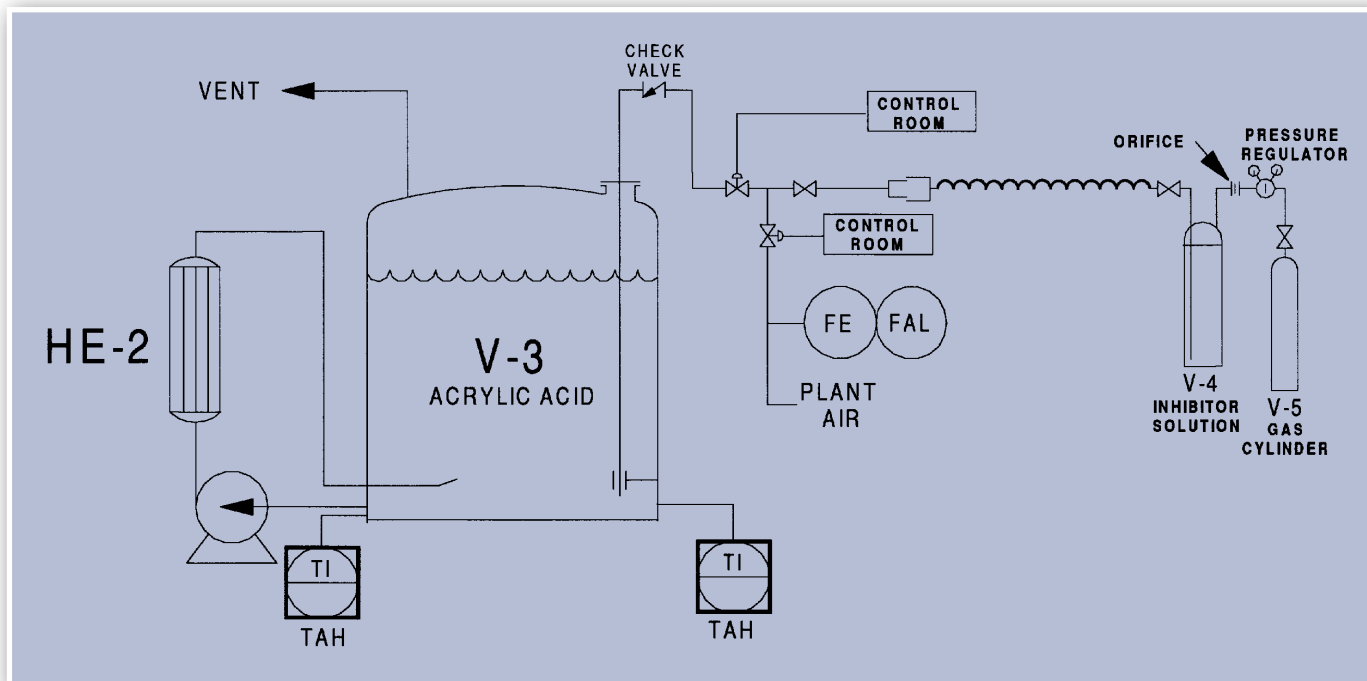 CHECK
VALVE
VENT
CONTROL
ROOM
ORIFICE
PRESSURE
REGULATOR
CONTROL
ROOM
HE-2
V-3
ACRYLIC ACID
FE
FAL
PLANT
AIR
V-4
INHIBITOR
SOLUTION
V-5
GAS
CYLINDER
TI
TAH
TI
TAH